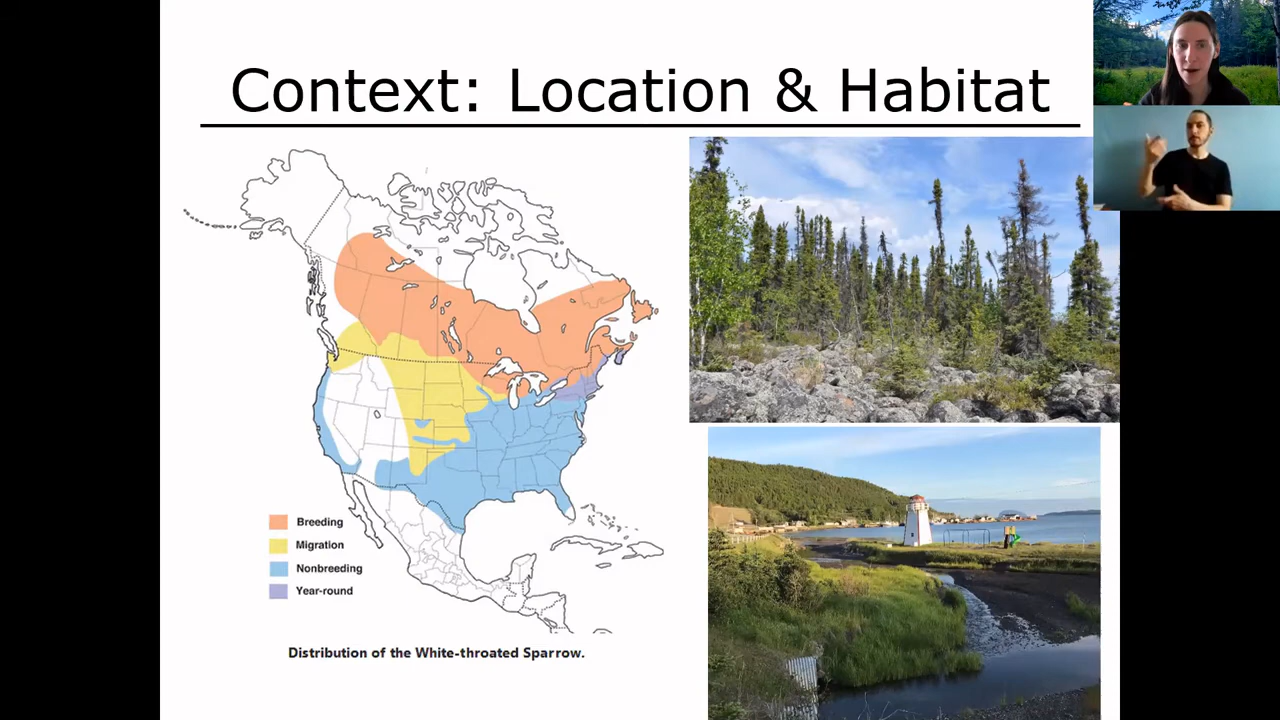 Context: Location & Habitat
Breeding
Migration
Nonbreeding
Year-round
Distribution of the White-throated Sparrow.